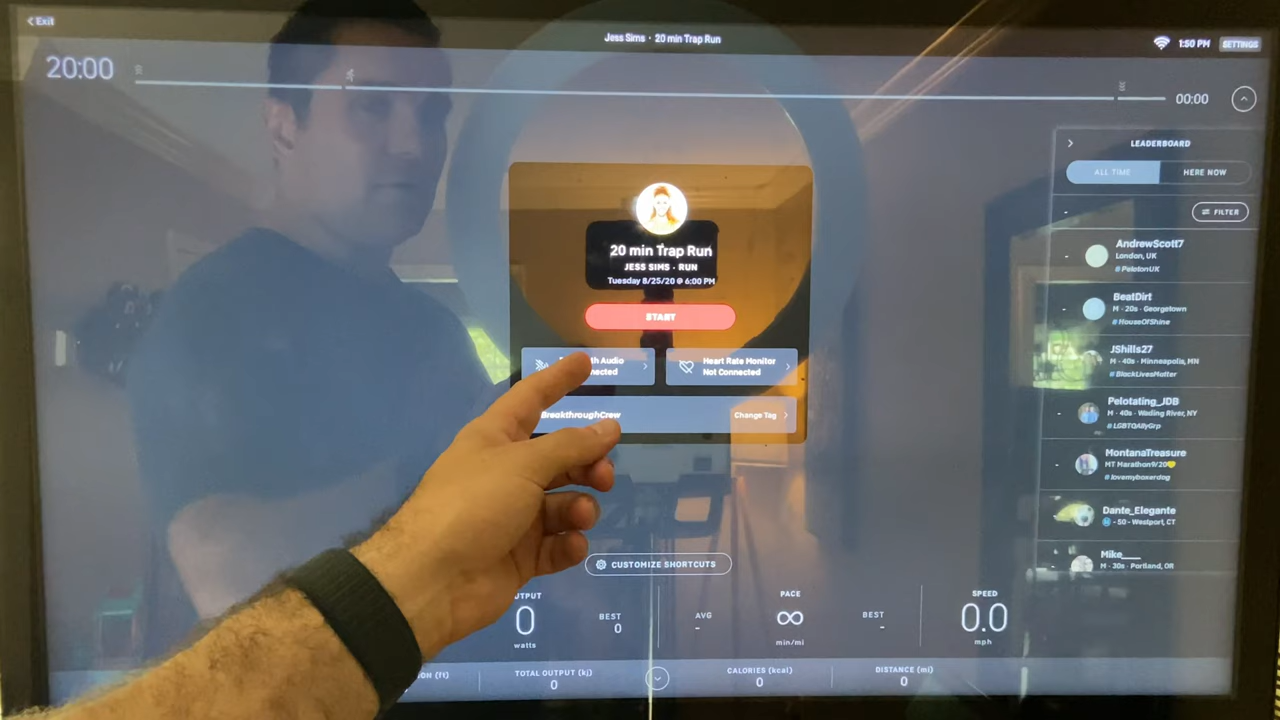 < Exit
Jess Sims · 20 min Trap Run
1:50 PM
SETTINGS
20:00
00:00
LEADERBOARD
ALL TIME
HERE NOW
FILTER
20 min Trap Run
JESS SIMS · RUN
Tuesday 8/25/20 @ 6:00 PM
START
Audio
Heart Rate Monitor
Not Connected
BreakthroughCrew
Change Tag
AndrewScott7
London, UK
# PelotonUK
BeatDirt
M · 20s · Georgetown
# HouseOfShine
JShills27
M · 40s · Minneapolis, MN
# BlackLivesMatter
Pelotating_JDB
M · 40s · Wading River, NY
# LGBTQAllyGrp
MontanaTreasure
MT Marathon9/20💛
# lovemyboxerdog
Dante_Elegante
- 50 - Westport, CT
Mike___
M · 30s · Portland, OR
CUSTOMIZE SHORTCUTS
0
watts
BEST
0
AVG
-
PACE
∞
min/mi
BEST
-
SPEED
0.0
mph
(ft)
TOTAL OUTPUT (kj)
0
CALORIES (kcal)
0
DISTANCE (mi)
0